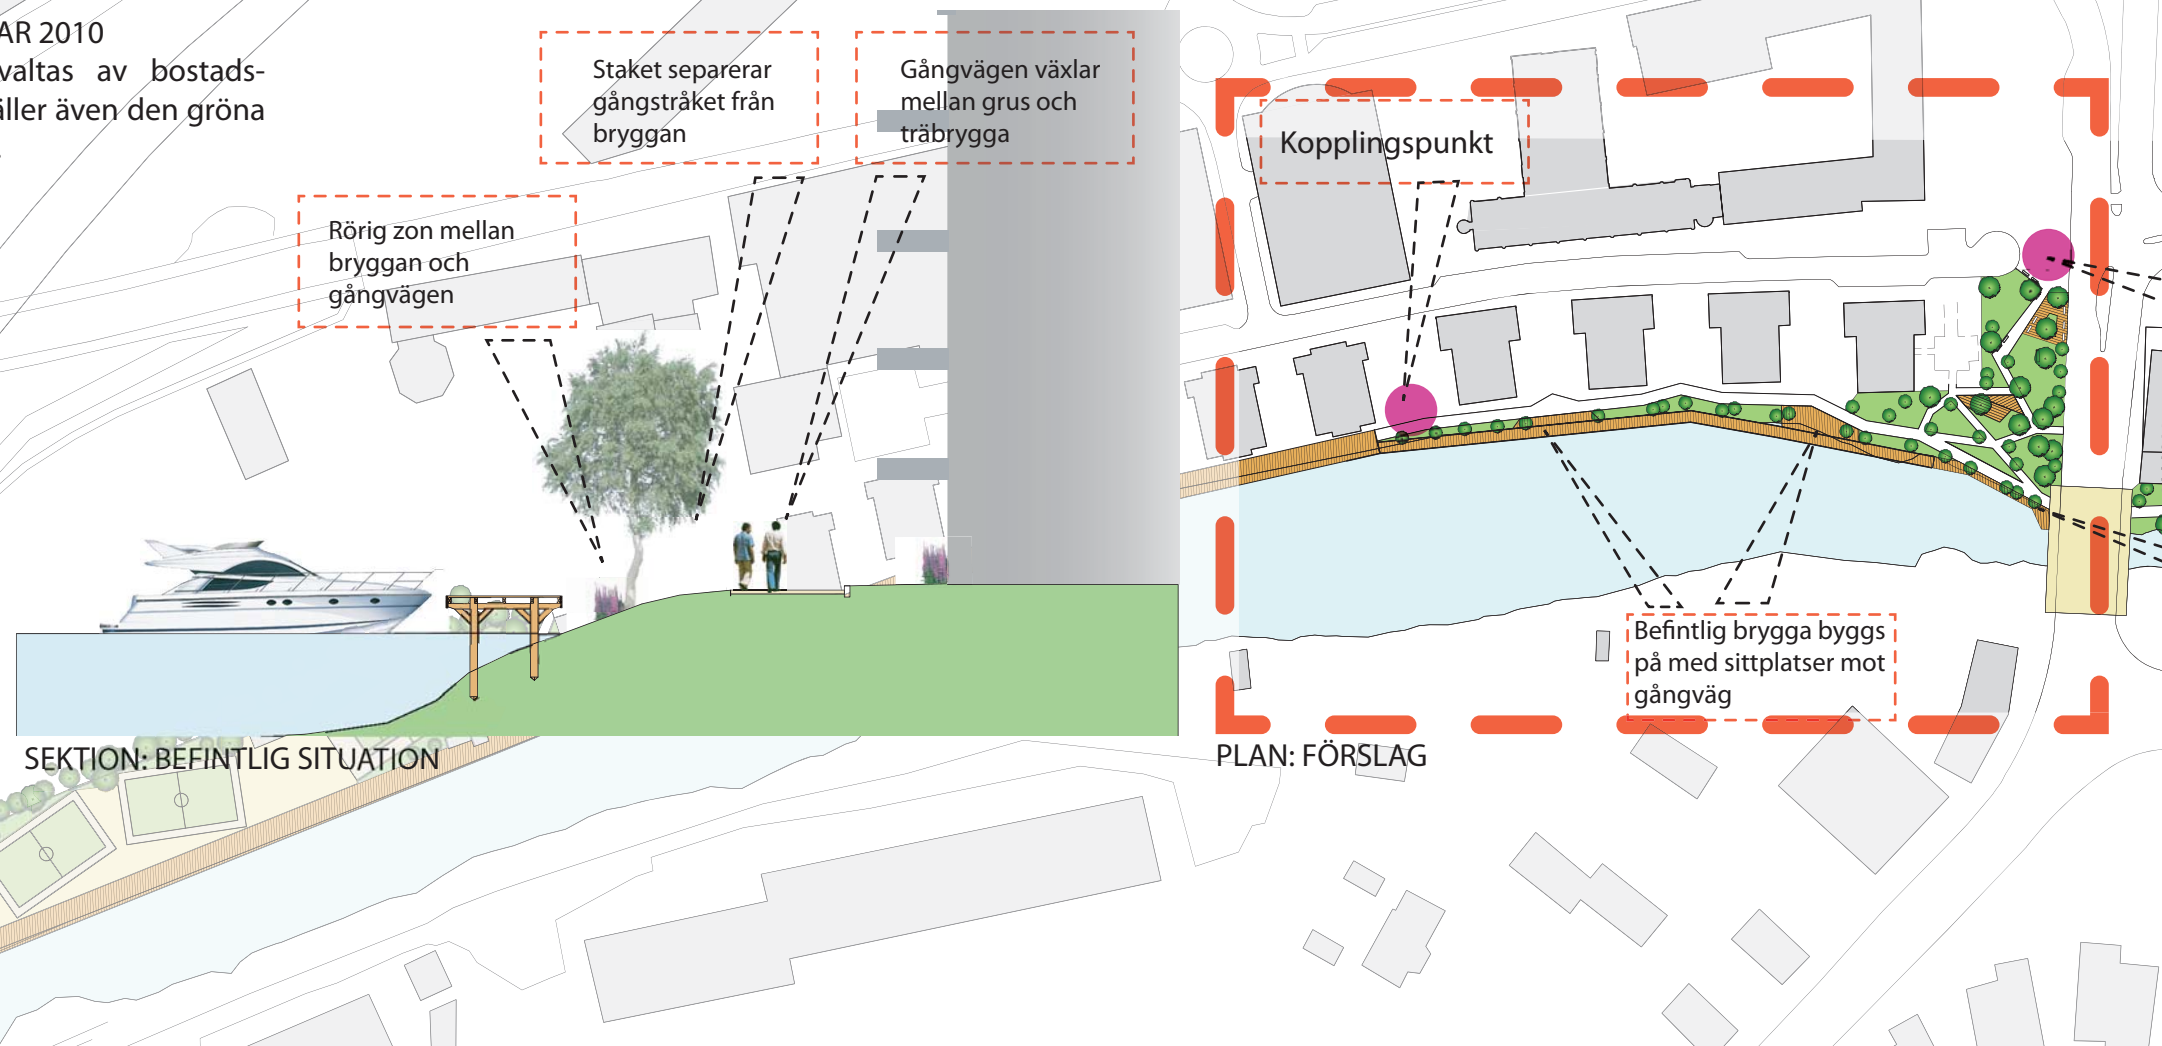 AR 2010
valtas av bostads-
äller även den gröna
Staket separerar
gångstråket från
bryggan
Gångvägen växlar
mellan grus och
träbrygga
Rörig zon mellan
bryggan och
gångvägen
Kopplingspunkt
Befintlig brygga byggs
på med sittplatser mot
gångväg
SEKTION: BEFINTLIG SITUATION
PLAN: FÖRSLAG